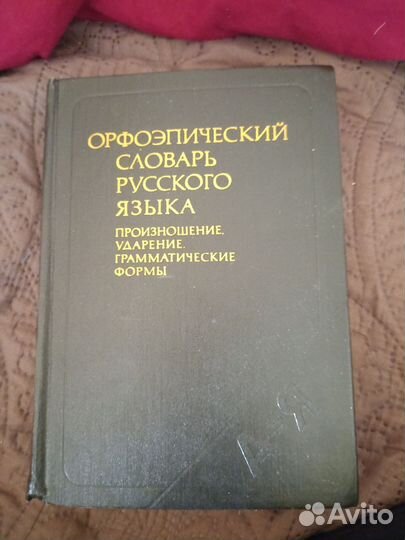 ОРФОЭПИЧЕСКИЙ
СЛОВАРЬ
РУССКОГО
ЯЗЫКА
ПРОИЗНОШЕНИЕ.
УДАРЕНИЕ.
ГРАММАТИЧЕСКИЕ
ФОРМЫ
А-Я
Avito